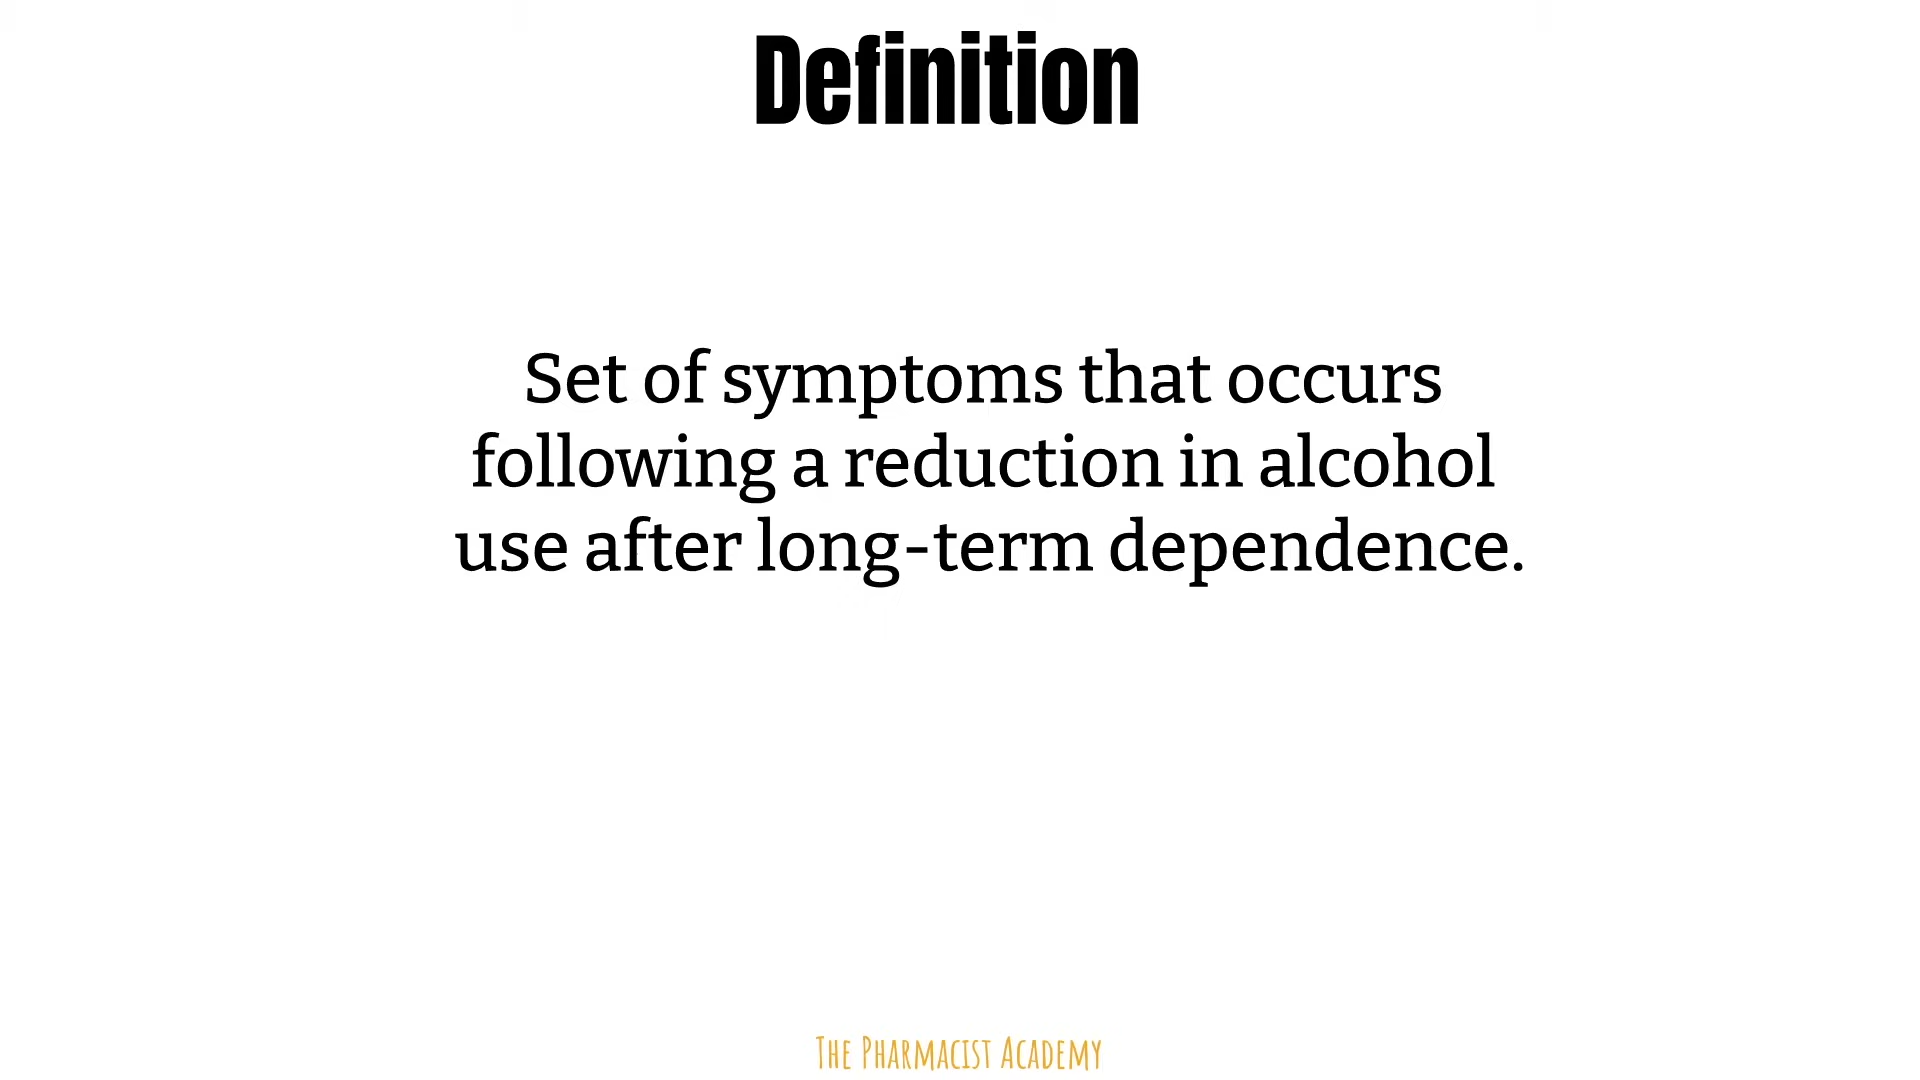 Definition
Set of symptoms that occurs
following a reduction in alcohol
use after long-term dependence.
The Pharmacist Academy